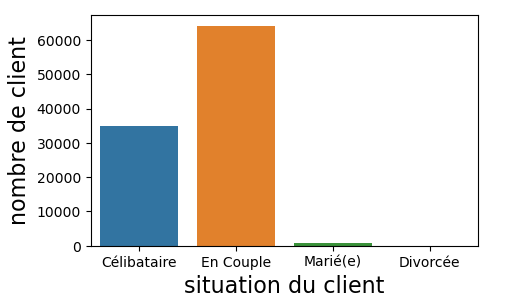 nombre de client
60000
50000
40000
30000
20000
10000
0
Célibataire En Couple Marié(e) Divorcée
situation du client